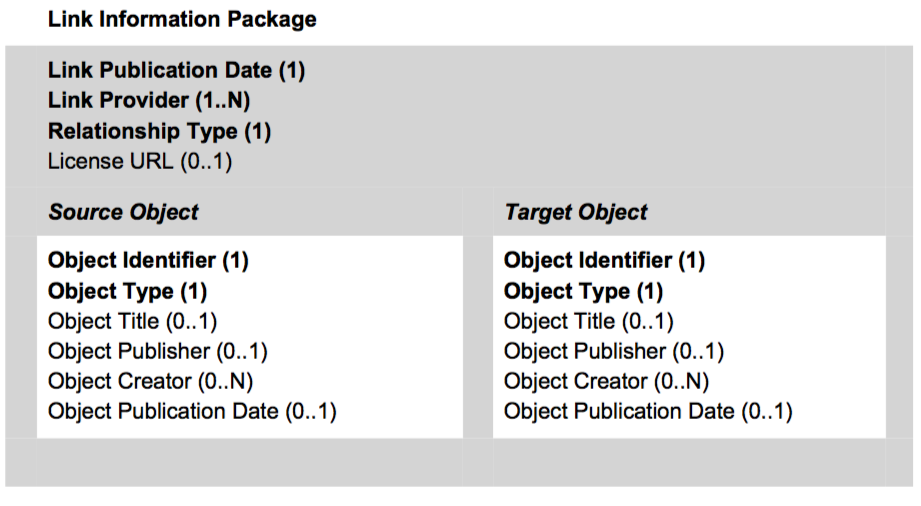 Link Information Package
Link Publication Date (1)
Link Provider (1..N)
Relationship Type (1)
License URL (0..1)
Source Object
Object Identifier (1)
Object Type (1)
Object Title (0..1)
Object Publisher (0..1)
Object Creator (0..N)
Object Publication Date (0..1)
Target Object
Object Identifier (1)
Object Type (1)
Object Title (0..1)
Object Publisher (0..1)
Object Creator (0..N)
Object Publication Date (0..1)